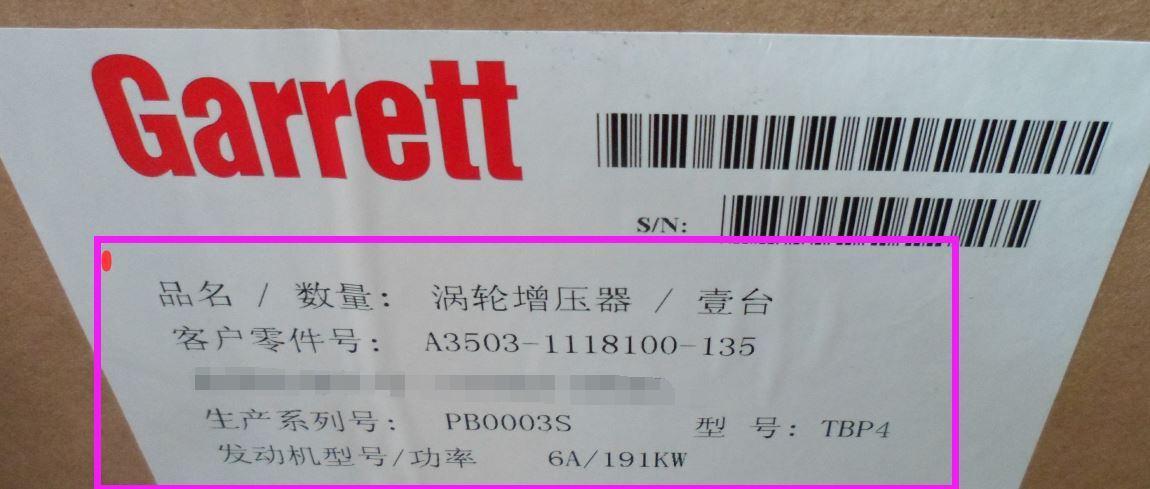 Garrett
S/N:
品名 / 数量: 涡轮增压器 / 壹台
客户零件号: A3503-1118100-135
生产系列号: PB0003S 型 号: TBP4
发动机型号/功率 6A/191KW